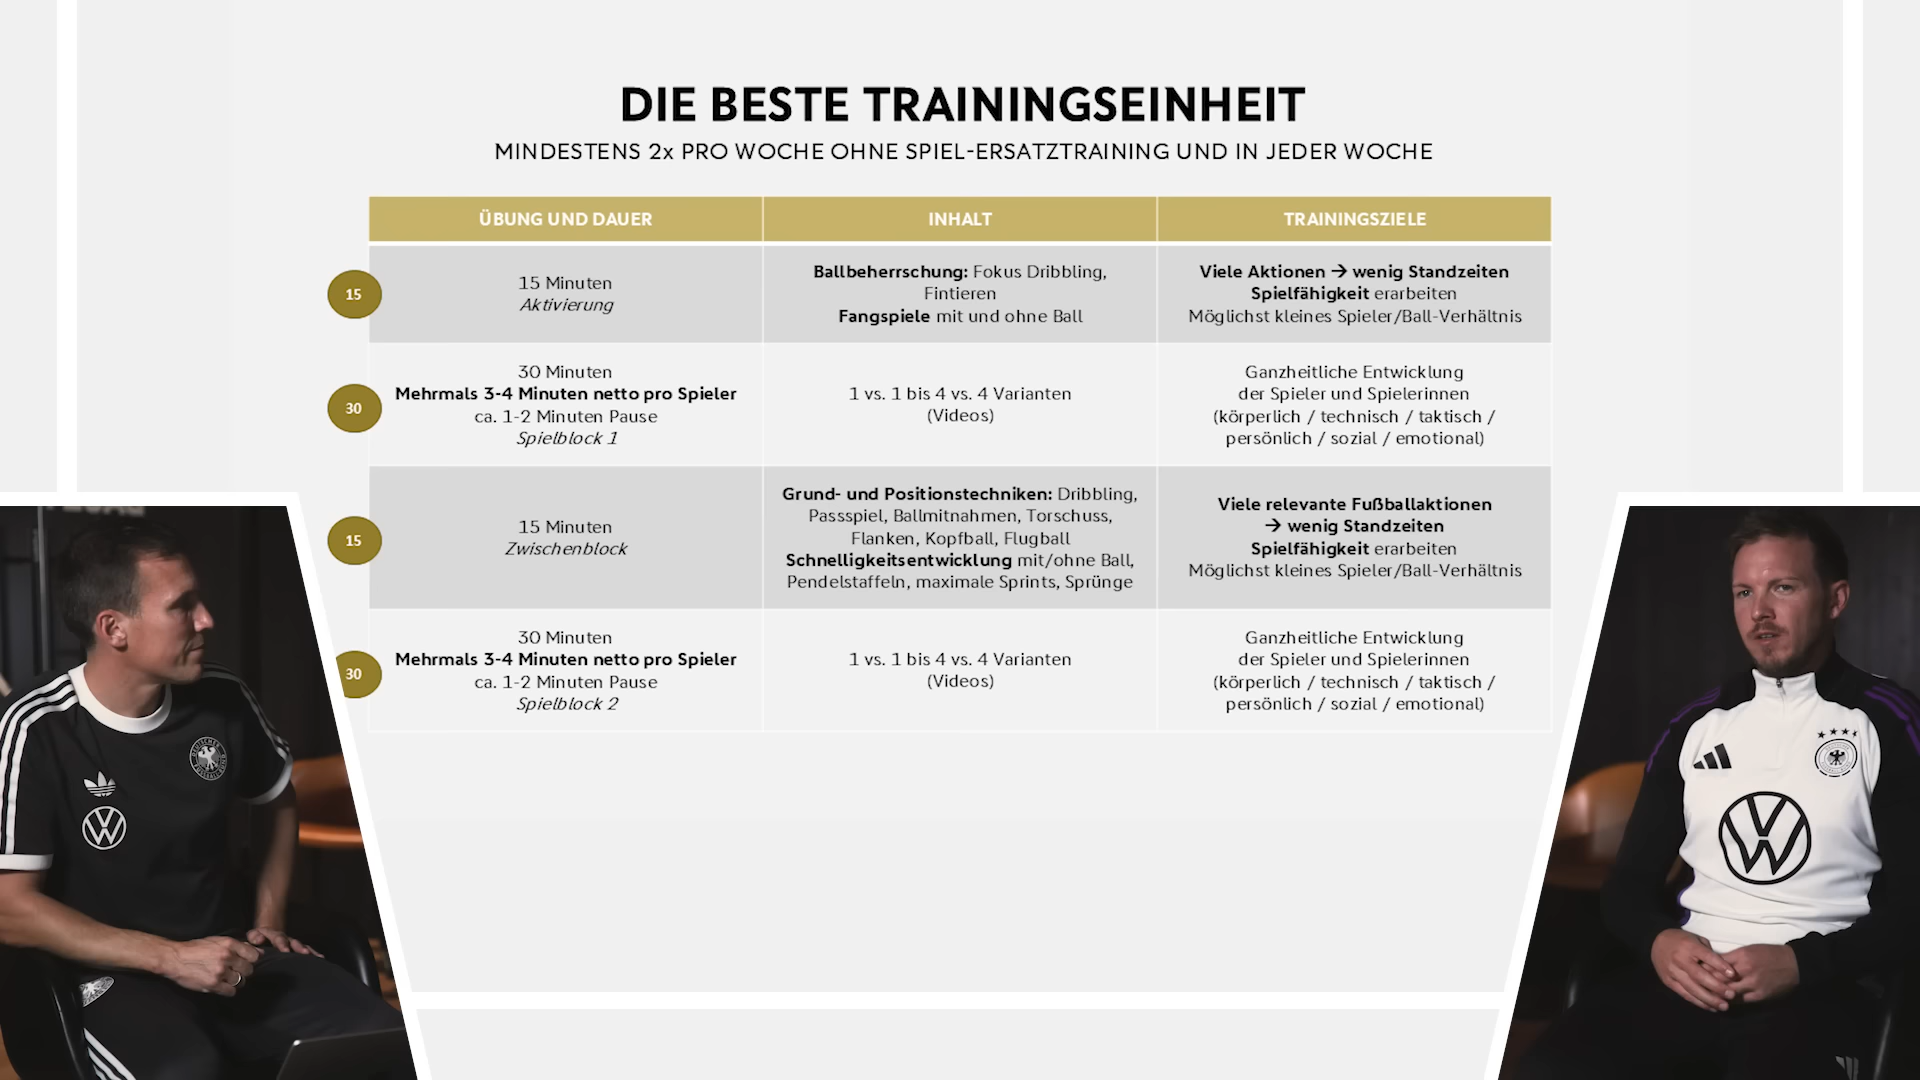 DIE BESTE TRAININGSEINHEIT
MINDESTENS 2x PRO WOCHE OHNE SPIEL-ERSATZTRAINING UND IN JEDER WOCHE
ÜBUNG UND DAUER
INHALT
TRAININGSZIELE
15
15 Minuten
Aktivierung
Ballbeherrschung: Fokus Dribbling,
Fintieren
Fangspiele mit und ohne Ball
Viele Aktionen → wenig Standzeiten
Spielfähigkeit erarbeiten
Möglichst kleines Spieler/Ball-Verhältnis
30
30 Minuten
Mehrmals 3-4 Minuten netto pro Spieler
ca. 1-2 Minuten Pause
Spielblock 1
1 vs. 1 bis 4 vs. 4 Varianten
(Videos)
Ganzheitliche Entwicklung
der Spieler und Spielerinnen
(körperlich / technisch / taktisch /
persönlich / sozial / emotional)
15
15 Minuten
Zwischenblock
Grund- und Positionstechniken: Dribbling,
Passspiel, Ballmitnahmen, Torschuss,
Flanken, Kopfball, Flugball
Schnelligkeitsentwicklung mit/ohne Ball,
Pendelstaffeln, maximale Sprints, Sprünge
Viele relevante Fußballaktionen
→ wenig Standzeiten
Spielfähigkeit erarbeiten
Möglichst kleines Spieler/Ball-Verhältnis
30
30 Minuten
Mehrmals 3-4 Minuten netto pro Spieler
ca. 1-2 Minuten Pause
Spielblock 2
1 vs. 1 bis 4 vs. 4 Varianten
(Videos)
Ganzheitliche Entwicklung
der Spieler und Spielerinnen
(körperlich / technisch / taktisch /
persönlich / sozial / emotional)